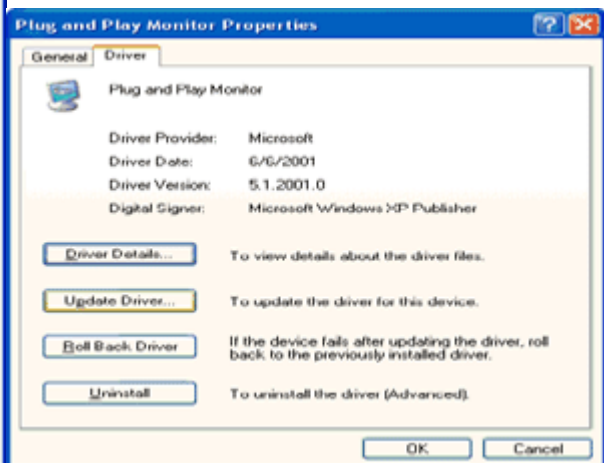 Plug and Play Monitor Properties
General Driver
Plug and Play Monitor
Driver Provider: Microsoft
Driver Date: 6/6/2001
Driver Version: 5.1.2001.0
Digital Signer: Microsoft Windows XP Publisher
Driver Details... To view details about the driver files.
Update Driver... To update the driver for this device.
Roll Back Driver If the device fails after updating the driver, roll
back to the previously installed driver.
Uninstall To uninstall the driver (Advanced).
OK Cancel